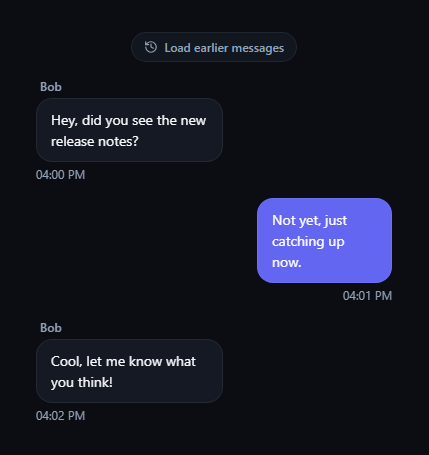 Load earlier messages
Bob
Hey, did you see the new
release notes?
04:00 PM
Not yet, just
catching up
now.
04:01 PM
Bob
Cool, let me know what
you think!
04:02 PM